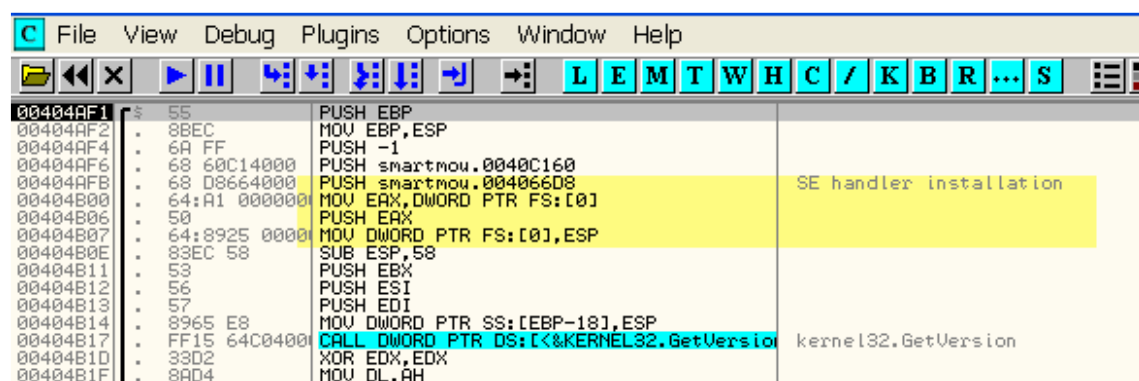 C File View Debug Plugins Options Window Help
L E M T W H C / K B R ... S
00404AF1 $ 55 PUSH EBP
00404AF2 . 8BEC MOV EBP,ESP
00404AF4 . 6A FF PUSH -1
00404AF6 . 68 60C14000 PUSH smartmou.0040C160
00404AFB . 68 D8664000 PUSH smartmou.004066D8 SE handler installation
00404B00 . 64:A1 0000000 MOV EAX,DWORD PTR FS:[0]
00404B06 . 50 PUSH EAX
00404B07 . 64:8925 00000 MOV DWORD PTR FS:[0],ESP
00404B0E . 83EC 58 SUB ESP,58
00404B11 . 53 PUSH EBX
00404B12 . 56 PUSH ESI
00404B13 . 57 PUSH EDI
00404B14 . 8965 E8 MOV DWORD PTR SS:[EBP-18],ESP
00404B17 . FF15 64C0400 CALL DWORD PTR DS:[<&KERNEL32.GetVersion kernel32.GetVersion
00404B1D . 33D2 XOR EDX,EDX
00404B1F . 8AD4 MOV DL,AH